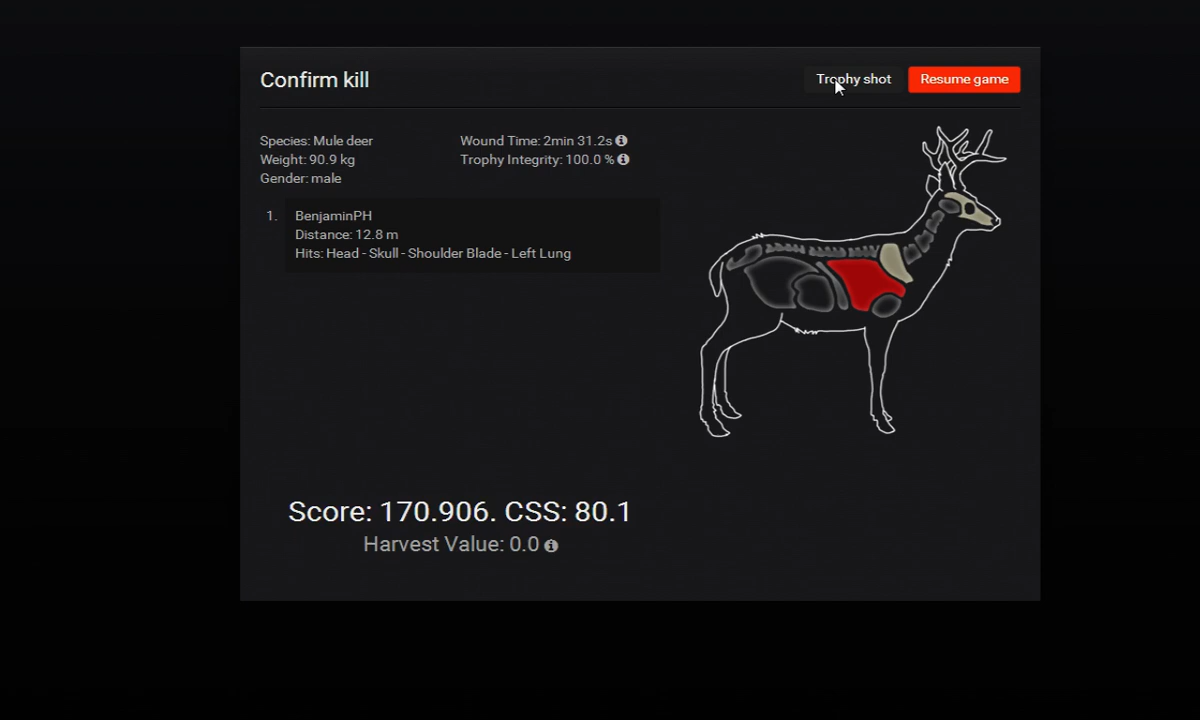 Confirm kill
Trophy shot
Resume game
Species: Mule deer
Weight: 90.9 kg
Gender: male
Wound Time: 2min 31.2s
Trophy Integrity: 100.0 %
1. BenjaminPH
Distance: 12.8 m
Hits: Head - Skull - Shoulder Blade - Left Lung
Score: 170.906. CSS: 80.1
Harvest Value: 0.0